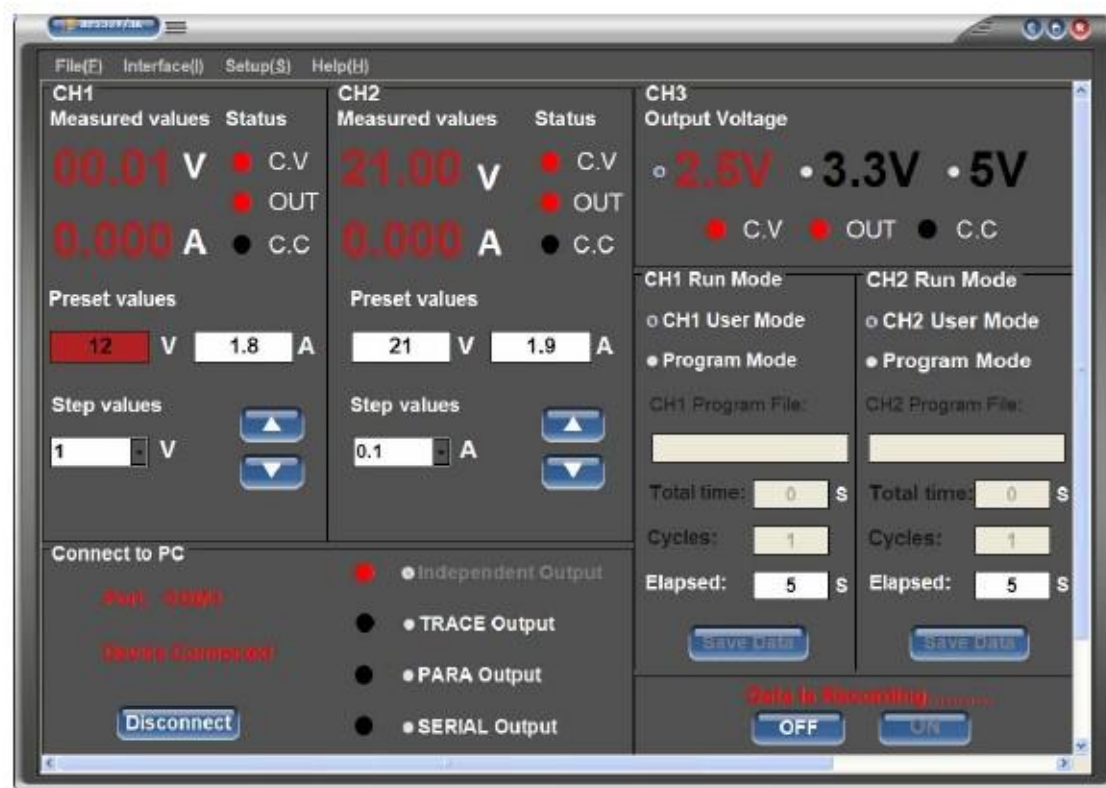 File(F) Interface(I) Setup(S) Help(H)
CH1
Measured values Status
00.01 V
C.V
OUT
0.000 A
C.C
Preset values
12 V 1.8 A
Step values
1 V
CH2
Measured values Status
21.00 V
C.V
OUT
0.000 A
C.C
Preset values
21 V 1.9 A
Step values
0.1 A
CH3
Output Voltage
2.5V 3.3V 5V
C.V OUT C.C
CH1 Run Mode
CH1 User Mode
Program Mode
CH1 Program File:
Total time: 0 S
Cycles: 1
Elapsed: 5 S
Save Data
CH2 Run Mode
CH2 User Mode
Program Mode
CH2 Program File:
Total time: 0 S
Cycles: 1
Elapsed: 5 S
Save Data
Connect to PC
Port:
Device Connected
Disconnect
Independent Output
TRACE Output
PARA Output
SERIAL Output
Data is Recording.........
OFF ON